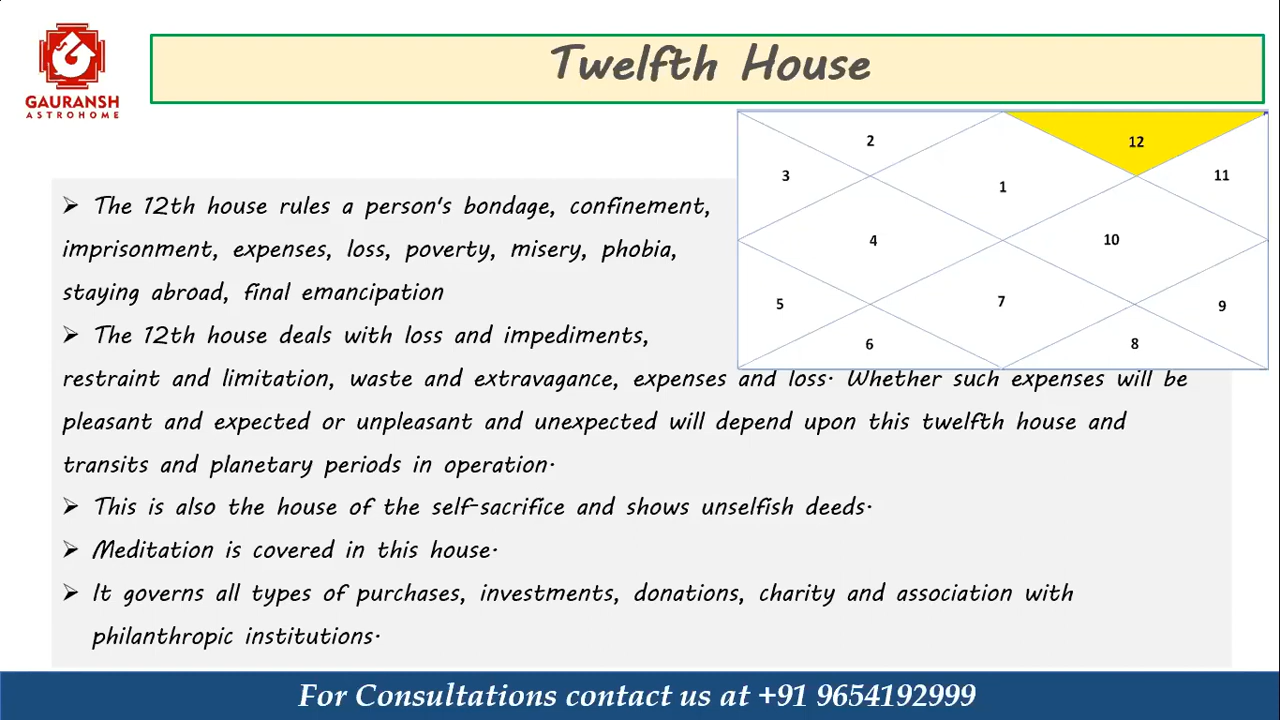 GAURANSH
ASTROHOME
Twelfth House
2
12
3
1
11
4
10
5
7
9
6
8
➢ The 12th house rules a person's bondage, confinement,
imprisonment, expenses, loss, poverty, misery, phobia,
staying abroad, final emancipation
➢ The 12th house deals with loss and impediments,
restraint and limitation, waste and extravagance, expenses and loss. Whether such expenses will be
pleasant and expected or unpleasant and unexpected will depend upon this twelfth house and
transits and planetary periods in operation.
➢ This is also the house of the self-sacrifice and shows unselfish deeds.
➢ Meditation is covered in this house.
➢ It governs all types of purchases, investments, donations, charity and association with
philanthropic institutions.
For Consultations contact us at +91 9654192999